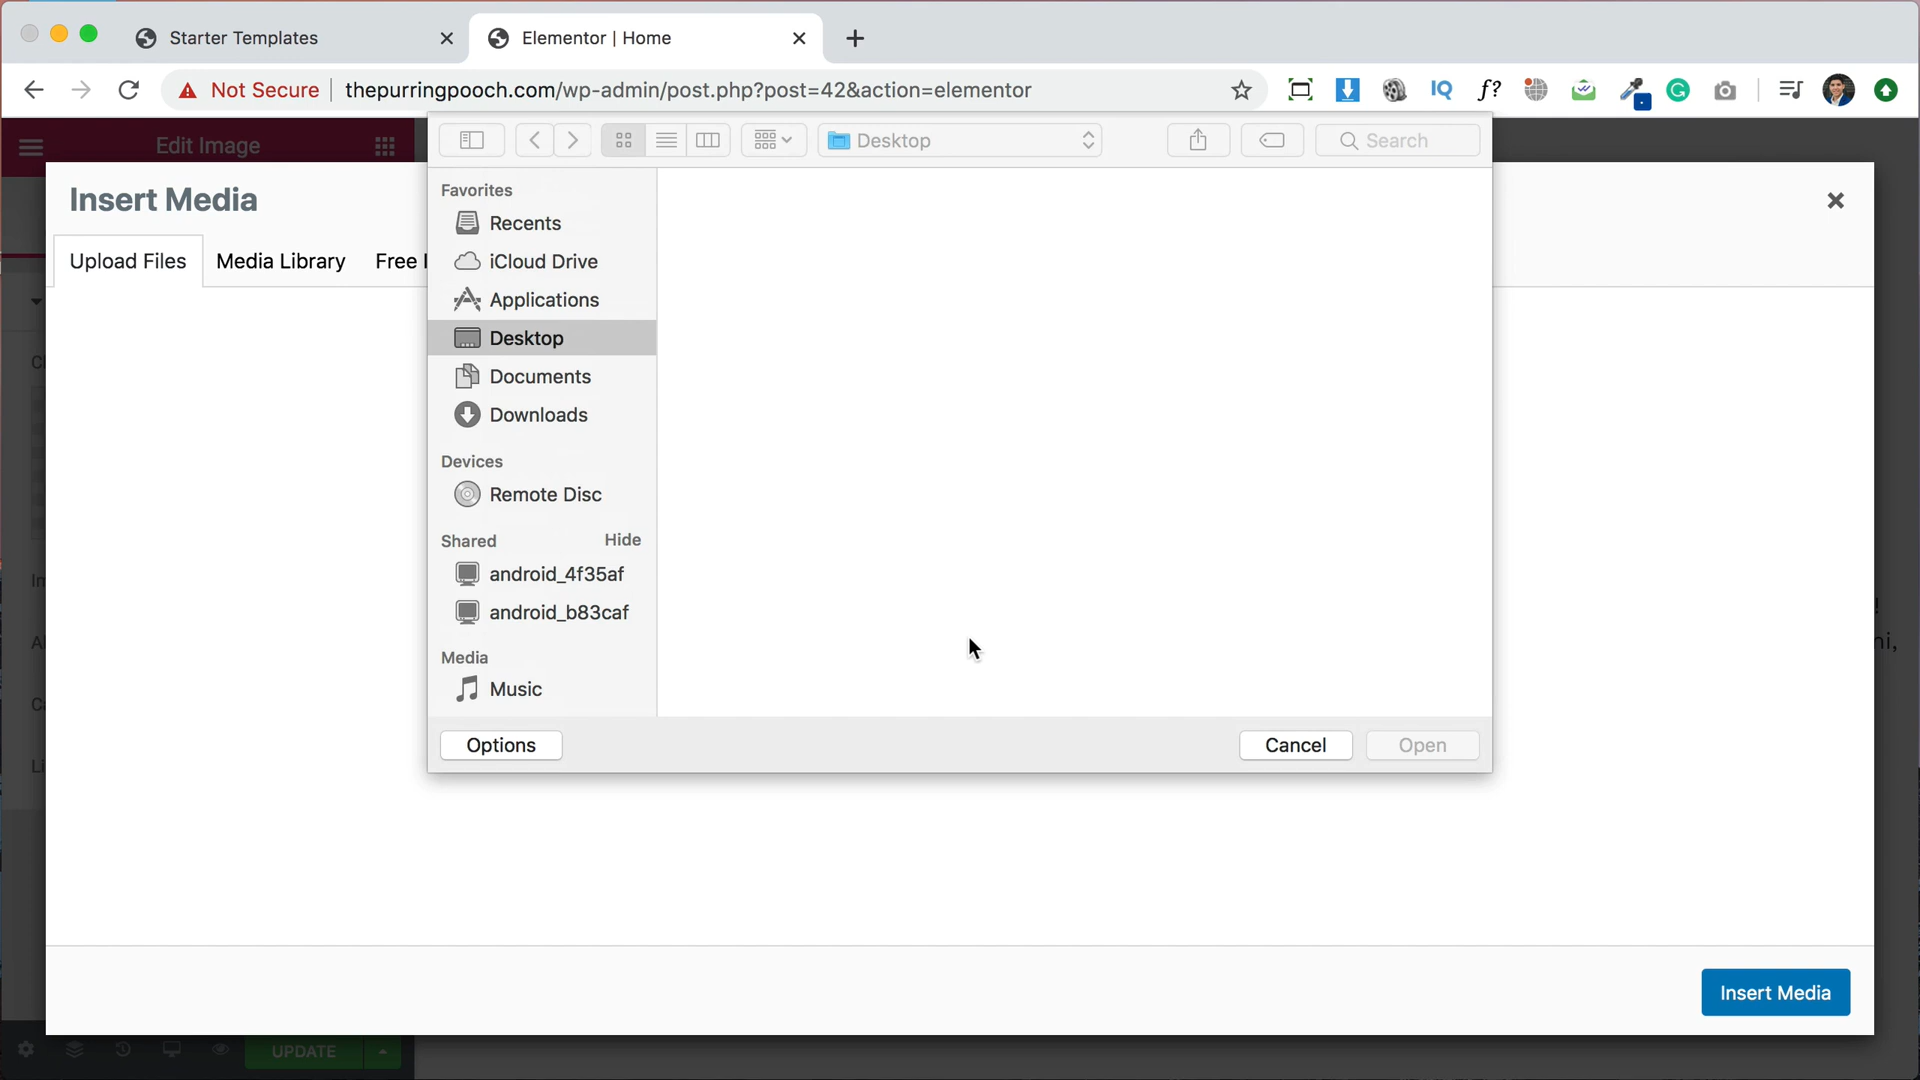 Starter Templates
Elementor | Home
Not Secure
thepurringpooch.com/wp-admin/post.php?post=42&action=elementor
IQ
f?
Edit Image
Desktop
Search
Insert Media
Favorites
Recents
Upload Files
Media Library
Free
iCloud Drive
Applications
Desktop
Documents
Downloads
Devices
Remote Disc
Shared
Hide
android_4f35af
android_b83caf
ni,
Media
Music
Options
Cancel
Open
Insert Media
UPDATE